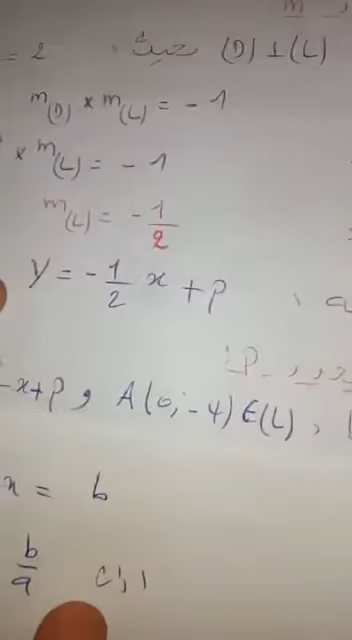 m
= 2 حيث (D)⊥(L)
m(D) × m(L) = -1
× m(L) = -1
m(L) = -1/2
y = -1/2 x + p , a
p :
-x+p و A(0;-4)∈(L) ,
x = b
b/a